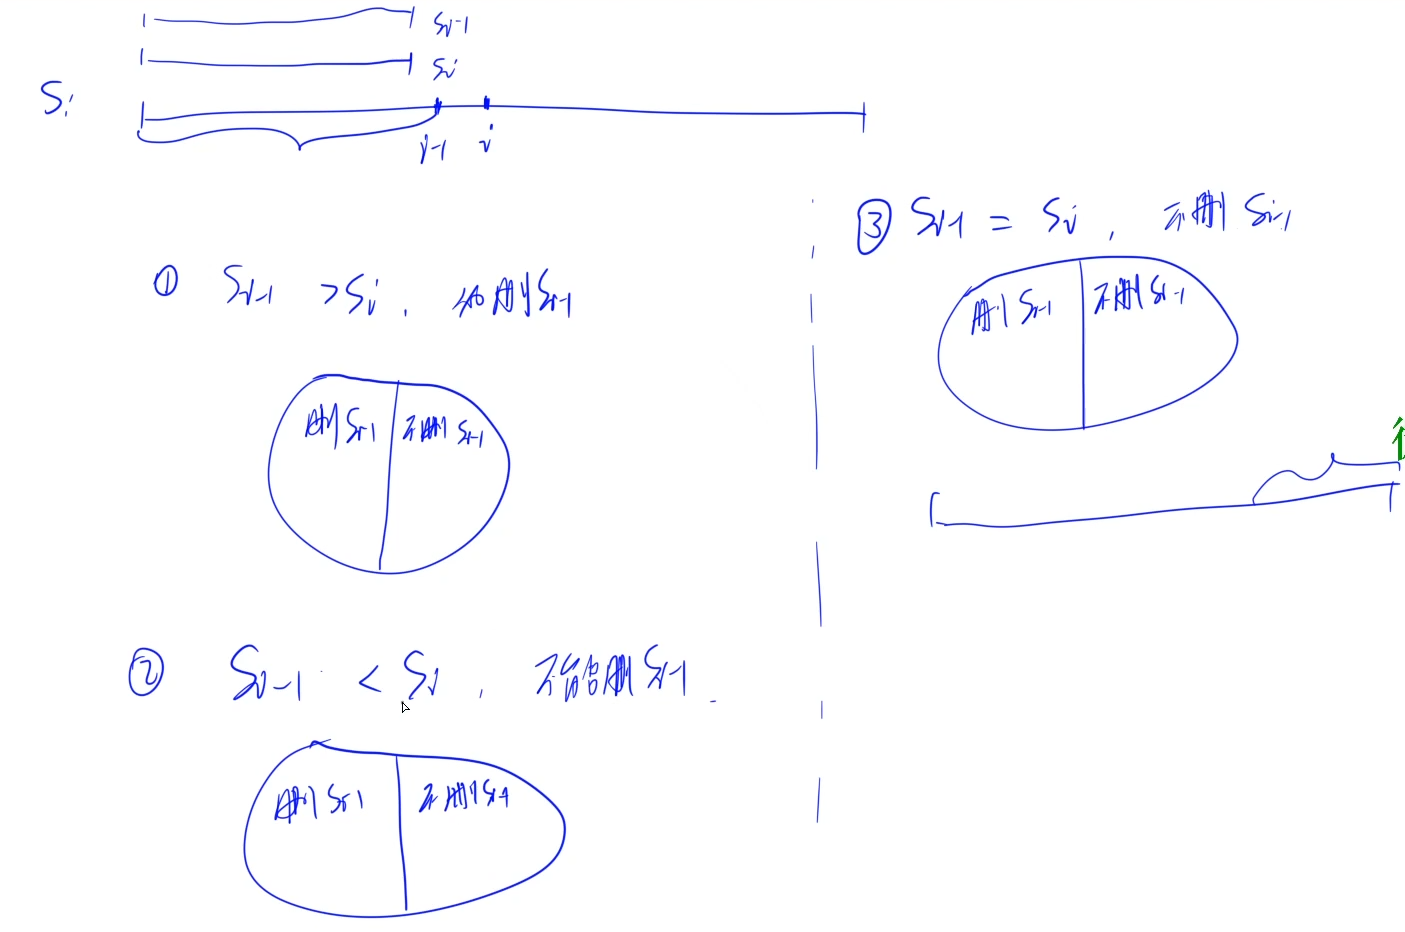 S_{i-1}
S_i
S_i
i-1 i
① S_{i-1} > S_i, 必删 S_{i-1}
删 S_{i-1} 不删 S_{i-1}
② S_{i-1} < S_i, 不能删 S_{i-1}.
删 S_{i-1} 不删 S_{i-1}
③ S_{i-1} = S_i, 不删 S_{i-1}
删 S_{i-1} 不删 S_{i-1}